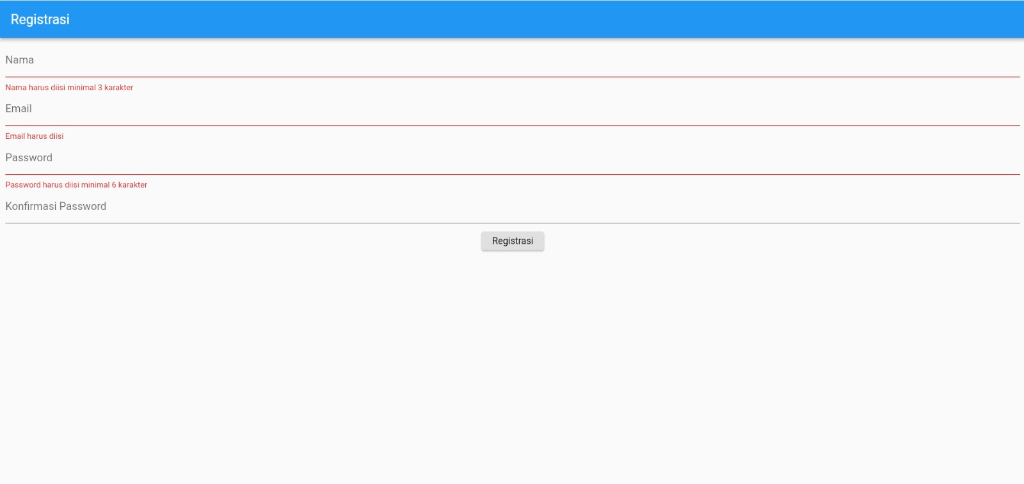 Registrasi
Nama
Nama harus diisi minimal 3 karakter
Email
Email harus diisi
Password
Password harus diisi minimal 6 karakter
Konfirmasi Password
Registrasi